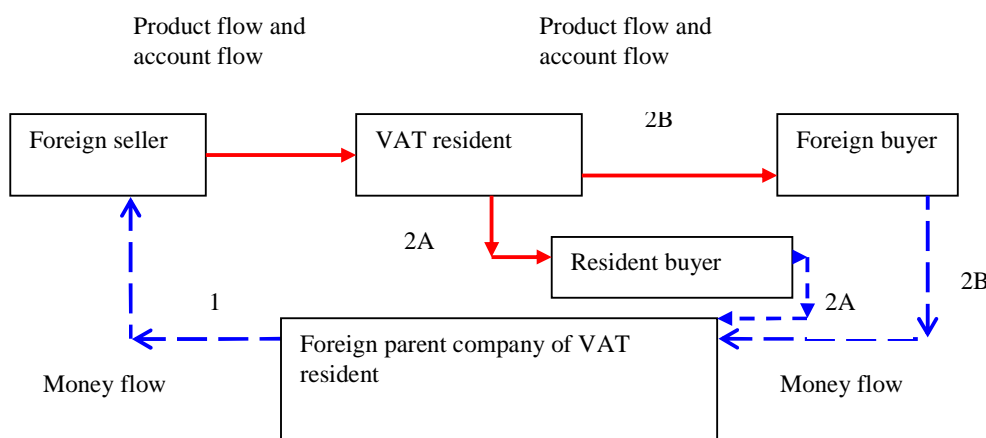 Product flow and
account flow
Product flow and
account flow
Foreign seller
VAT resident
2B
Foreign buyer
2A
Resident buyer
2B
1
2A
Foreign parent company of VAT
resident
Money flow
Money flow